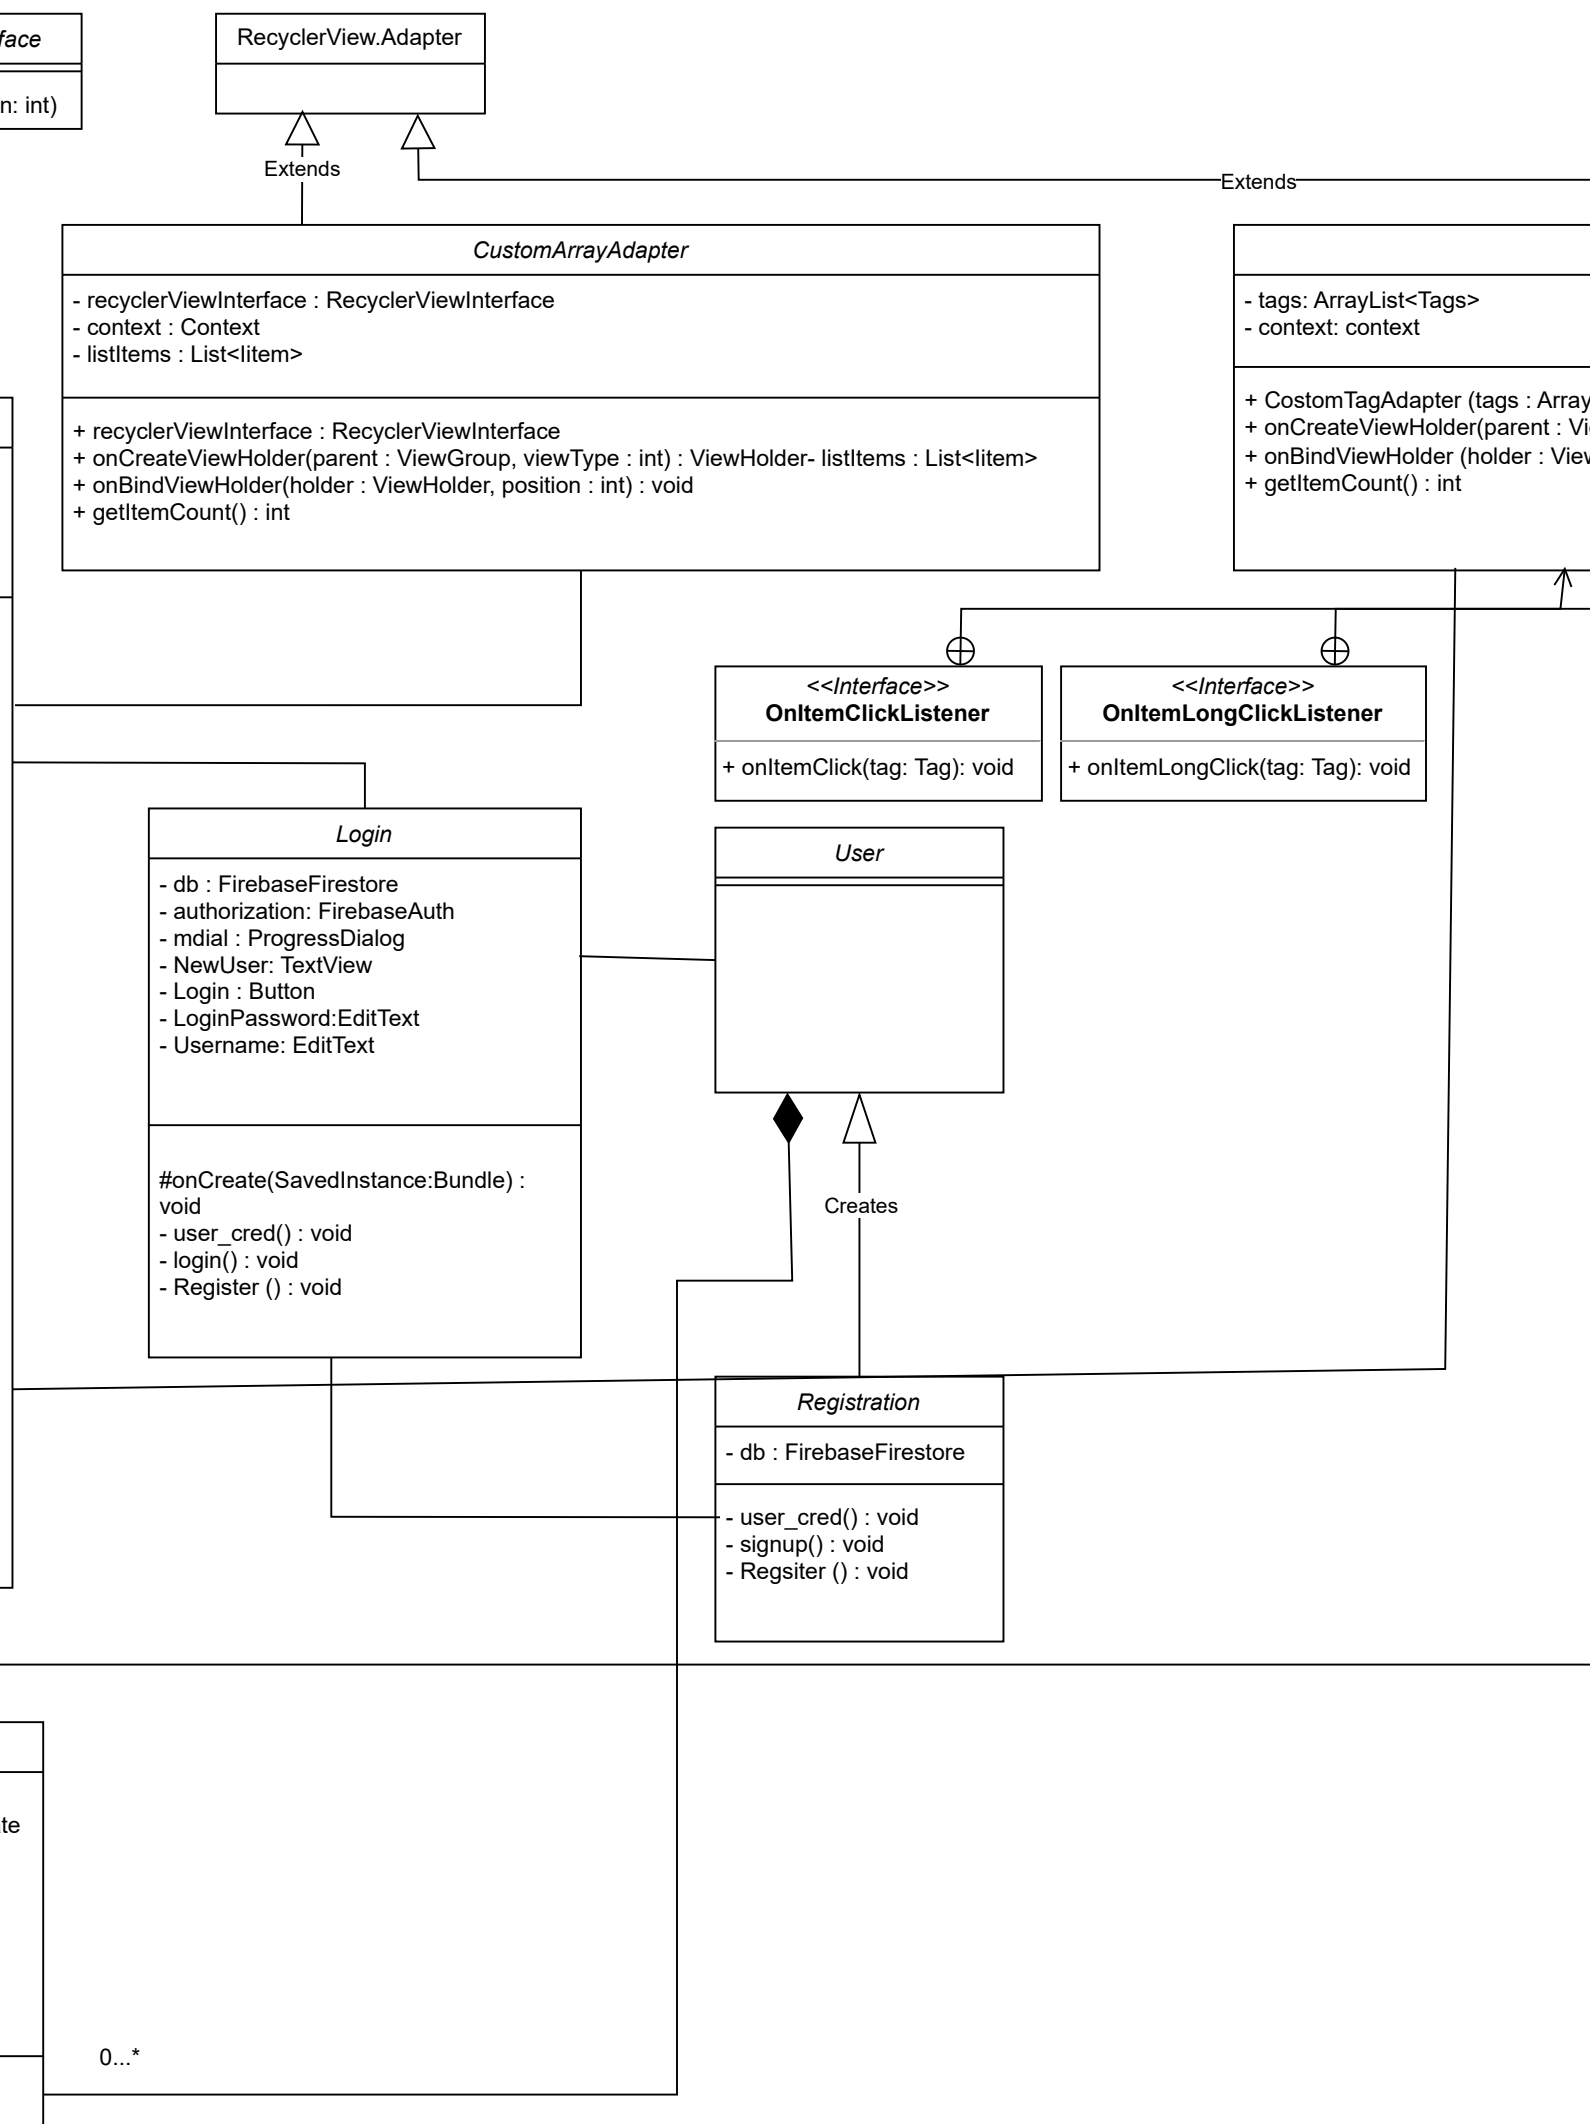 face
n: int)
RecyclerView.Adapter
Extends
Extends
CustomArrayAdapter
- recyclerViewInterface : RecyclerViewInterface
- context : Context
- listItems : List<Iitem>
+ recyclerViewInterface : RecyclerViewInterface
+ onCreateViewHolder(parent : ViewGroup, viewType : int) : ViewHolder- listItems : List<Iitem>
+ onBindViewHolder(holder : ViewHolder, position : int) : void
+ getItemCount() : int
- tags: ArrayList<Tags>
- context: context
+ CostomTagAdapter (tags : Array
+ onCreateViewHolder(parent : Vi
+ onBindViewHolder (holder : View
+ getItemCount() : int
<<Interface>>
OnItemClickListener
+ onItemClick(tag: Tag): void
<<Interface>>
OnItemLongClickListener
+ onItemLongClick(tag: Tag): void
Login
- db : FirebaseFirestore
- authorization: FirebaseAuth
- mdial : ProgressDialog
- NewUser: TextView
- Login : Button
- LoginPassword:EditText
- Username: EditText
#onCreate(SavedInstance:Bundle) :
void
- user_cred() : void
- login() : void
- Register () : void
User
Creates
Registration
- db : FirebaseFirestore
- user_cred() : void
- signup() : void
- Regsiter () : void
te
0...*